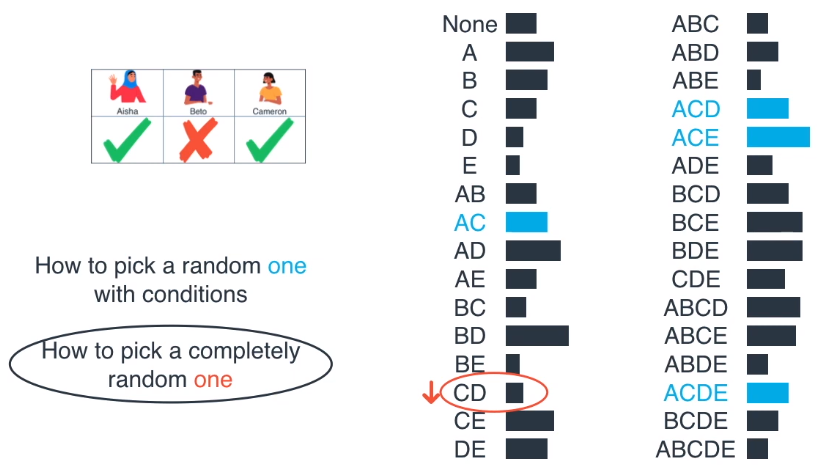 Aisha
Beto
Cameron
How to pick a random one
with conditions
How to pick a completely
random one
None
A
B
C
D
E
AB
AC
AD
AE
BC
BD
BE
CD
CE
DE
ABC
ABD
ABE
ACD
ACE
ADE
BCD
BCE
BDE
CDE
ABCD
ABCE
ABDE
ACDE
BCDE
ABCDE